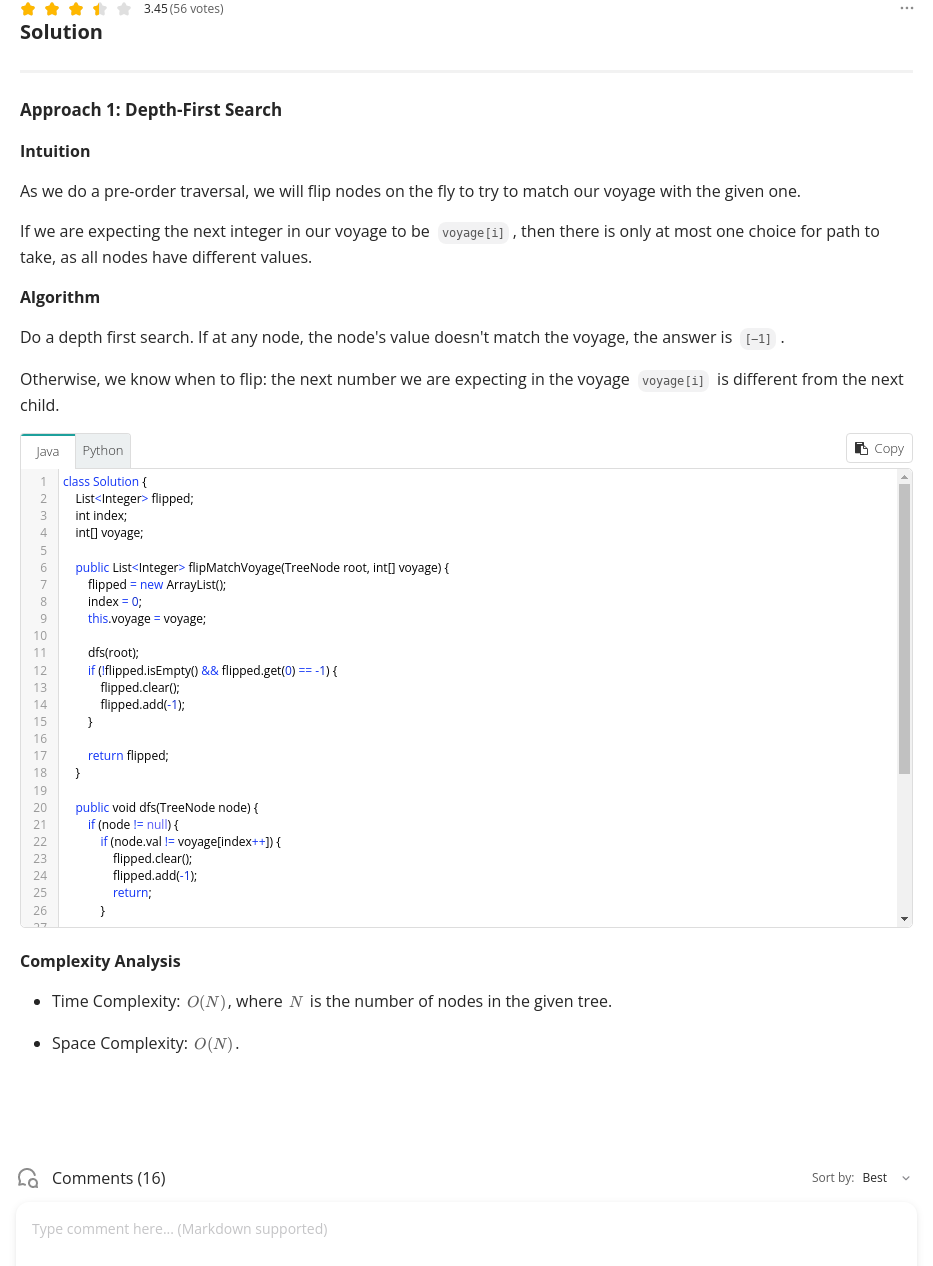 3.45 (56 votes)
Solution
Approach 1: Depth-First Search
Intuition
As we do a pre-order traversal, we will flip nodes on the fly to try to match our voyage with the given one.
If we are expecting the next integer in our voyage to be voyage[i] , then there is only at most one choice for path to
take, as all nodes have different values.
Algorithm
Do a depth first search. If at any node, the node's value doesn't match the voyage, the answer is [-1] .
Otherwise, we know when to flip: the next number we are expecting in the voyage voyage[i] is different from the next
child.
Java Python Copy
1 class Solution {
2 List<Integer> flipped;
3 int index;
4 int[] voyage;
5
6 public List<Integer> flipMatchVoyage(TreeNode root, int[] voyage) {
7 flipped = new ArrayList();
8 index = 0;
9 this.voyage = voyage;
10
11 dfs(root);
12 if (!flipped.isEmpty() && flipped.get(0) == -1) {
13 flipped.clear();
14 flipped.add(-1);
15 }
16
17 return flipped;
18 }
19
20 public void dfs(TreeNode node) {
21 if (node != null) {
22 if (node.val != voyage[index++]) {
23 flipped.clear();
24 flipped.add(-1);
25 return;
26 }
27
Complexity Analysis
• Time Complexity: O(N), where N is the number of nodes in the given tree.
• Space Complexity: O(N).
Comments (16) Sort by: Best
Type comment here... (Markdown supported)